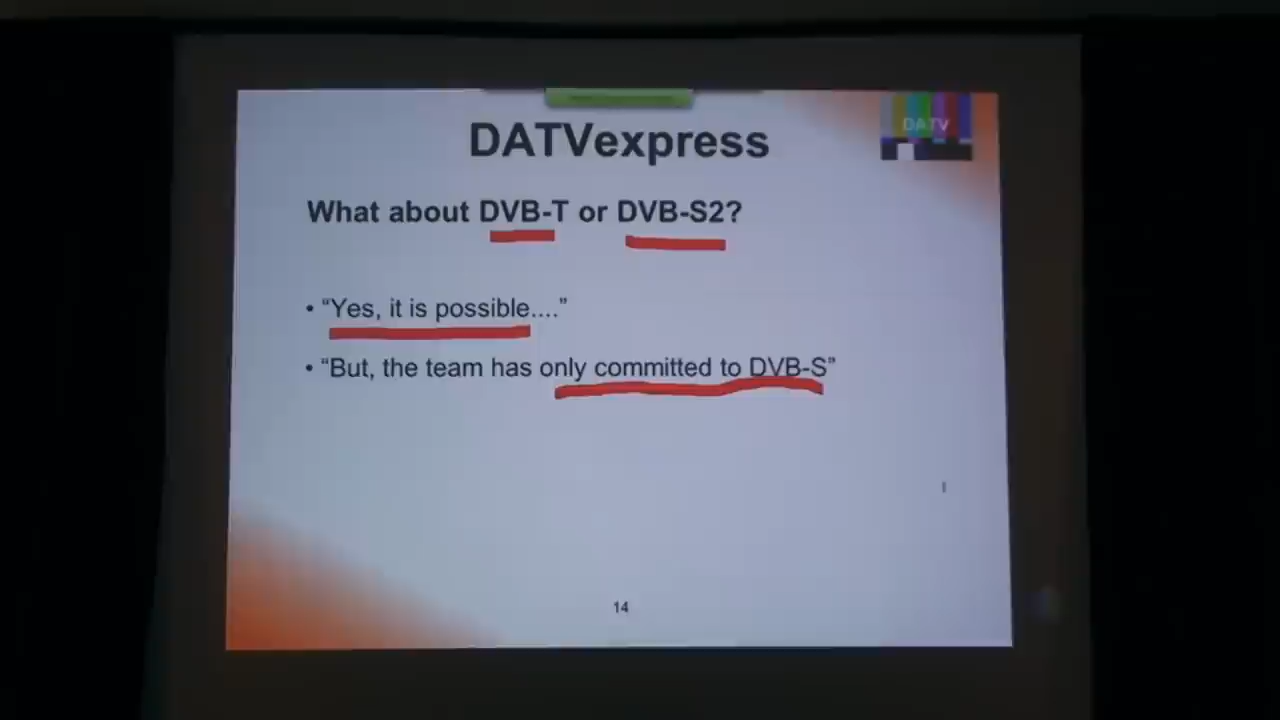 DATVexpress
DATV
What about DVB-T or DVB-S2?
• “Yes, it is possible....”
• “But, the team has only committed to DVB-S”
14